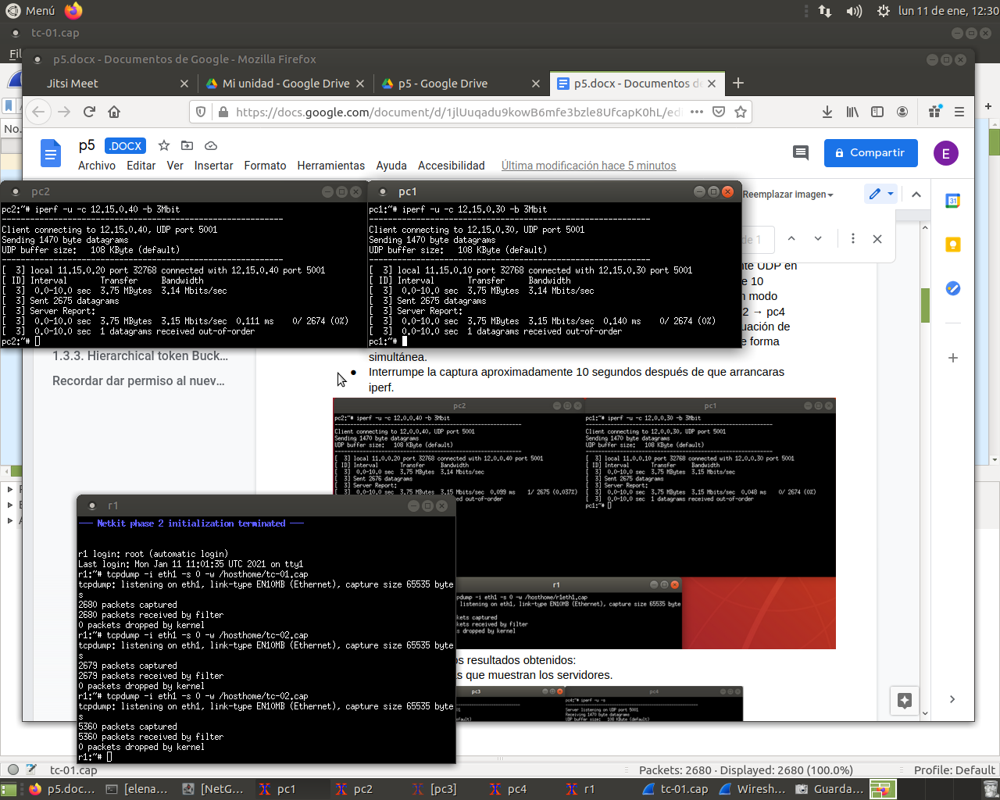 Menú
lun 11 de ene, 12:30
tc-01.cap
p5.docx - Documentos de Google - Mozilla Firefox
Jitsi Meet
Mi unidad - Google Drive
p5 - Google Drive
p5.docx - Documentos de
https://docs.google.com/document/d/1jlUuqadu9kowB6mfe3bzle8UfcapK0hL/ed
No.
p5
.DOCX
Compartir
E
Archivo Editar Ver Insertar Formato Herramientas Ayuda Accesibilidad Última modificación hace 5 minutos
Reemplazar imagen
31
de 1
pc2
pc2:~# iperf -u -c 12.15.0.40 -b 3Mbit
------------------------------------------------------------
Client connecting to 12.15.0.40, UDP port 5001
Sending 1470 byte datagrams
UDP buffer size:   108 KByte (default)
------------------------------------------------------------
[  3] local 11.15.0.20 port 32768 connected with 12.15.0.40 port 5001
[ ID] Interval       Transfer     Bandwidth
[  3]  0.0-10.0 sec  3.75 MBytes  3.14 Mbits/sec
[  3] Sent 2675 datagrams
[  3] Server Report:
[  3]  0.0-10.0 sec  3.75 MBytes  3.15 Mbits/sec  0.111 ms    0/ 2674 (0%)
[  3]  0.0-10.0 sec  1 datagrams received out-of-order
pc2:~#
pc1
pc1:~# iperf -u -c 12.15.0.30 -b 3Mbit
------------------------------------------------------------
Client connecting to 12.15.0.30, UDP port 5001
Sending 1470 byte datagrams
UDP buffer size:   108 KByte (default)
------------------------------------------------------------
[  3] local 11.15.0.10 port 32768 connected with 12.15.0.30 port 5001
[ ID] Interval       Transfer     Bandwidth
[  3]  0.0-10.0 sec  3.75 MBytes  3.14 Mbits/sec
[  3] Sent 2675 datagrams
[  3] Server Report:
[  3]  0.0-10.0 sec  3.75 MBytes  3.15 Mbits/sec  0.140 ms    0/ 2674 (0%)
[  3]  0.0-10.0 sec  1 datagrams received out-of-order
pc1:~#
nte UDP en
e 10
modo
2 → pc4
uación de
e forma
simultánea.
● Interrumpe la captura aproximadamente 10 segundos después de que arrancaras
iperf.
1.3.3. Hierarchical token Buck...
Recordar dar permiso al nuev...
pc2
pc2:~# iperf -u -c 12.0.0.40 -b 3Mbit
Client connecting to 12.0.0.40, UDP port 5001
Sending 1470 byte datagrams
UDP buffer size:   108 KByte (default)
[  3] local 11.0.0.20 port 32768 connected with 12.0.0.40 port 5001
[ ID] Interval       Transfer     Bandwidth
[  3]  0.0-10.0 sec  3.75 MBytes  3.14 Mbits/sec
[  3] Sent 2676 datagrams
[  3] Server Report:
[  3]  0.0-10.0 sec  3.75 MBytes  3.15 Mbits/sec  0.099 ms    1/ 2675 (0.037%)
ved out-of-order
pc1
pc1:~# iperf -u -c 12.0.0.30 -b 3Mbit
Client connecting to 12.0.0.30, UDP port 5001
Sending 1470 byte datagrams
UDP buffer size:   108 KByte (default)
[  3] local 11.0.0.10 port 32768 connected with 12.0.0.30 port 5001
[ ID] Interval       Transfer     Bandwidth
[  3]  0.0-10.0 sec  3.75 MBytes  3.14 Mbits/sec
[  3] Sent 2675 datagrams
[  3] Server Report:
[  3]  0.0-10.0 sec  3.75 MBytes  3.15 Mbits/sec  0.048 ms    0/ 2674 (0%)
[  3]  0.0-10.0 sec  1 datagrams received out-of-order
pc1:~#
r1
─── Netkit phase 2 initialization terminated ───
r1 login: root (automatic login)
Last login: Mon Jan 11 11:01:35 UTC 2021 on tty1
r1:~# tcpdump -i eth1 -s 0 -w /hosthome/tc-01.cap
tcpdump: listening on eth1, link-type EN10MB (Ethernet), capture size 65535 byte
s
2680 packets captured
2680 packets received by filter
0 packets dropped by kernel
r1:~# tcpdump -i eth1 -s 0 -w /hosthome/tc-02.cap
tcpdump: listening on eth1, link-type EN10MB (Ethernet), capture size 65535 byte
s
2679 packets captured
2679 packets received by filter
0 packets dropped by kernel
r1:~# tcpdump -i eth1 -s 0 -w /hosthome/tc-02.cap
tcpdump: listening on eth1, link-type EN10MB (Ethernet), capture size 65535 byte
s
5360 packets captured
5360 packets received by filter
0 packets dropped by kernel
r1:~#
r1
pdump -i eth1 -s 0 -w /hosthome/r1eth1.cap
listening on eth1, link-type EN10MB (Ethernet), capture size 65535 byte
ckets captured
ckets received by filter
s dropped by kernel
os resultados obtenidos:
as que muestran los servidores.
pc3
pc4
pc4:~# iperf -u -s
Server listening on UDP port 5001
Receiving 1470 byte datagrams
UDP buffer size:   108 KByte (default)
efault)
tc-01.cap
Packets: 2680 · Displayed: 2680 (100.0%)
Profile: Default
p5.doc...
[elena...
[NetG...
pc1
pc2
[pc3]
pc4
r1
tc-01.cap
Wiresh...
Guarda...